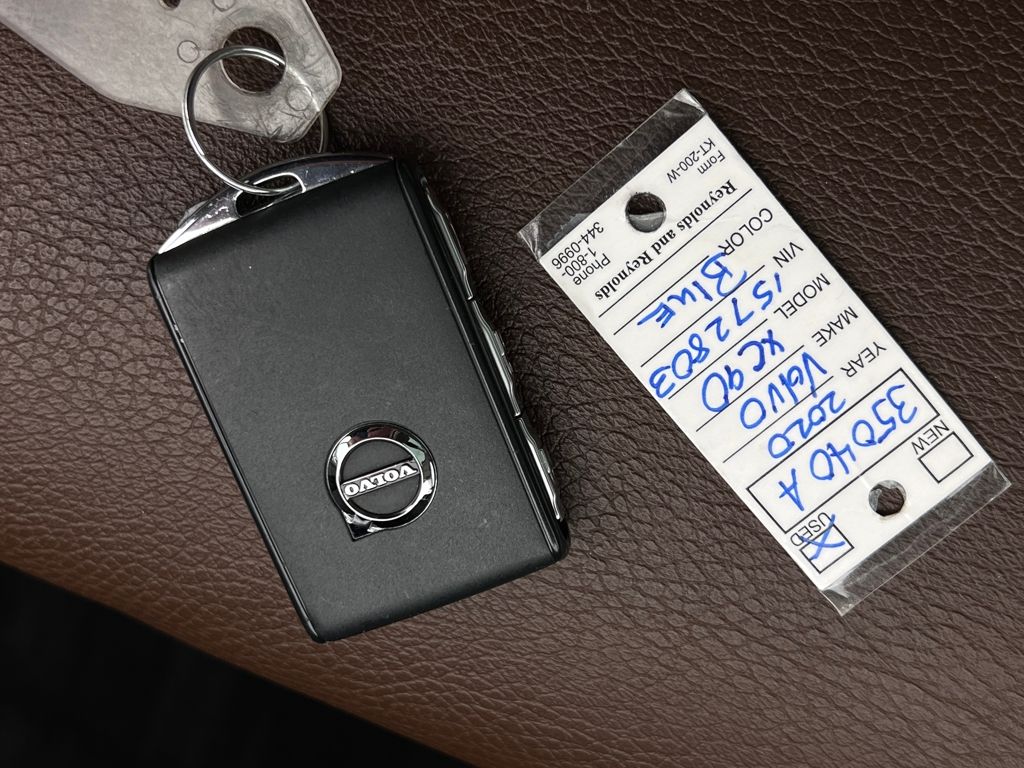 VOLVO
NEW
USED X
35040 A
YEAR 2020
MAKE Volvo
MODEL XC90
VIN 1572803
COLOR BLUE
Reynolds and Reynolds
Form
KT-200-W
Phone
1-800-
344-0996